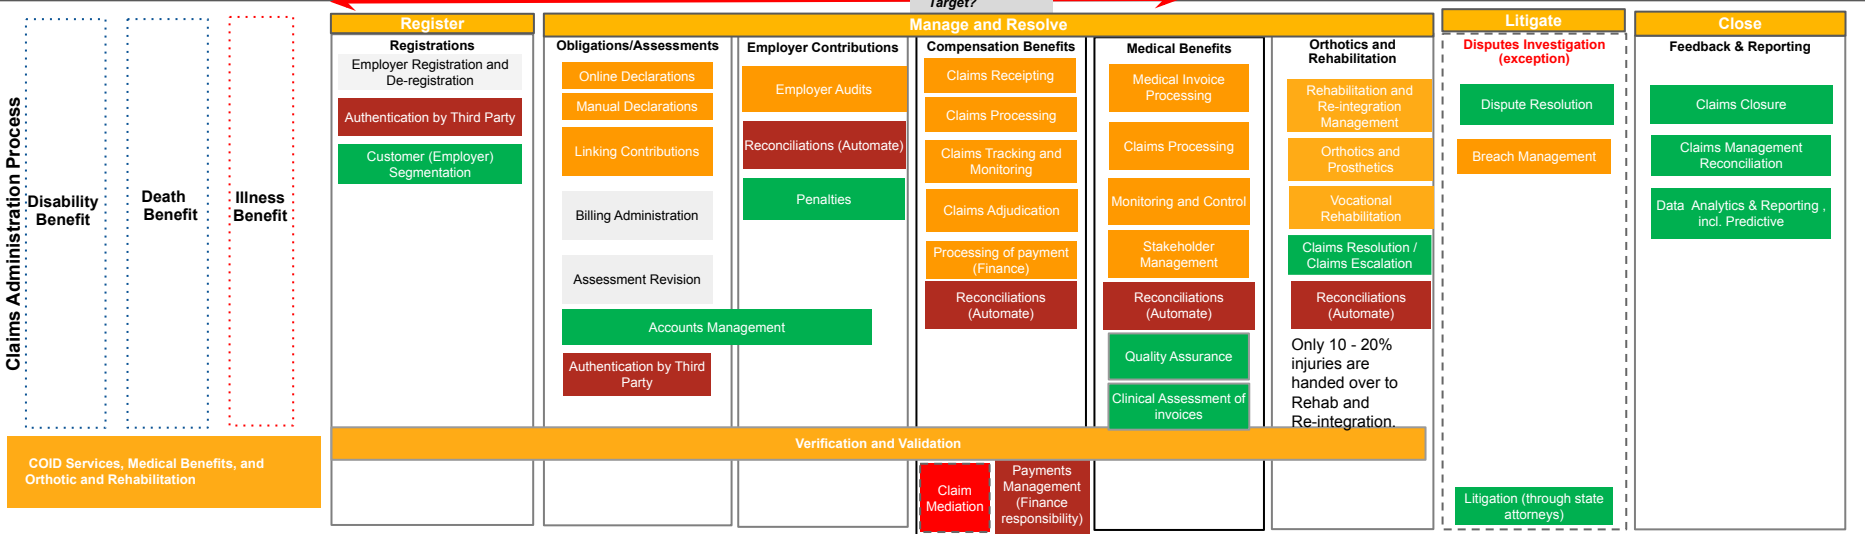 Target?
Register
Manage and Resolve
Litigate
Close
Claims Administration Process
Disability
Benefit
Death
Benefit
Illness
Benefit
COID Services, Medical Benefits, and
Orthotic and Rehabilitation
Registrations
Employer Registration and
De-registration
Authentication by Third Party
Customer (Employer)
Segmentation
Obligations/Assessments
Online Declarations
Manual Declarations
Linking Contributions
Billing Administration
Assessment Revision
Accounts Management
Authentication by Third
Party
Employer Contributions
Employer Audits
Reconciliations (Automate)
Penalties
Compensation Benefits
Claims Receipting
Claims Processing
Claims Tracking and
Monitoring
Claims Adjudication
Processing of payment
(Finance)
Reconciliations
(Automate)
Medical Benefits
Medical Invoice
Processing
Claims Processing
Monitoring and Control
Stakeholder
Management
Reconciliations
(Automate)
Quality Assurance
Clinical Assessment of
invoices
Orthotics and
Rehabilitation
Rehabilitation and
Re-integration
Management
Orthotics and
Prosthetics
Vocational
Rehabilitation
Claims Resolution /
Claims Escalation
Reconciliations
(Automate)
Only 10 - 20%
injuries are
handed over to
Rehab and
Re-integration.
Verification and Validation
Claim
Mediation
Payments
Management
(Finance
responsibility)
Disputes Investigation
(exception)
Dispute Resolution
Breach Management
Litigation (through state
attorneys)
Feedback & Reporting
Claims Closure
Claims Management
Reconciliation
Data  Analytics & Reporting ,
incl. Predictive